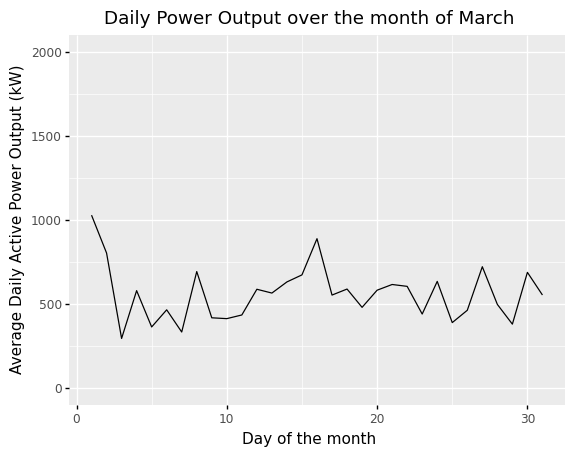 Daily Power Output over the month of March
2000
1500
1000
500
0
Average Daily Active Power Output (kW)
0 10 20 30
Day of the month